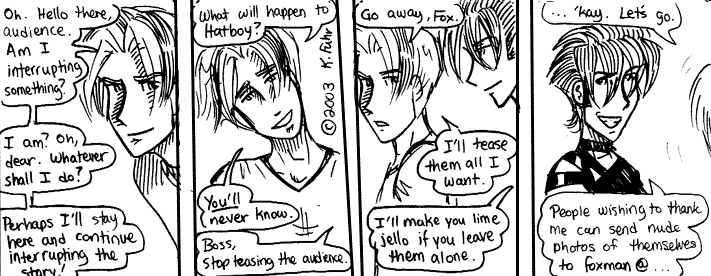 Oh. Hello there,
audience.
Am I
interrupting
something?
I am? Oh,
dear. Whatever
shall I do?
Perhaps I'll stay
here and continue
interrupting the
story!
What will happen to
Hatboy?
©2003 K. Fuhr
You'll
never know.
Boss,
stop teasing the audience.
Go away, Fox.
I'll tease
them all I
want.
I'll make you lime
jello if you leave
them alone.
... 'kay. Let's go.
People wishing to thank
me can send nude
photos of themselves
to foxman @ ...